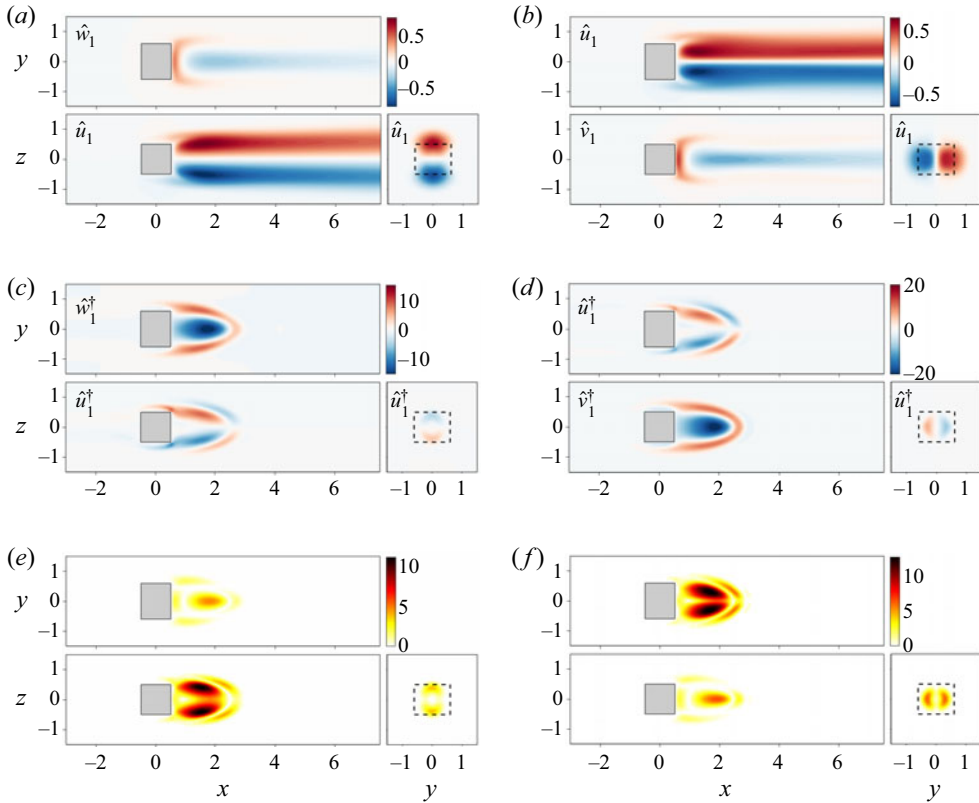 (a) (b)
1 ŵ₁ 0.5 1 û₁ 0.5
y 0 0 0 0
−1 −0.5 −1 −0.5
1 û₁ û₁ 1 v̂₁ û₁
z 0 0
−1 −1
−2 0 2 4 6 −1 0 1 −2 0 2 4 6 −1 0 1
(c) (d)
1 ŵ₁† 10 1 û₁† 20
y 0 0 0 0
−1 −10 −1 −20
1 û₁† û₁† 1 v̂₁† û₁†
z 0 0
−1 −1
−2 0 2 4 6 −1 0 1 −2 0 2 4 6 −1 0 1
(e) (f)
1 10 1 10
y 0 5 0 5
−1 0 −1 0
1 1
z 0 0
−1 −1
−2 0 2 4 6 −1 0 1 −2 0 2 4 6 −1 0 1
x y x y